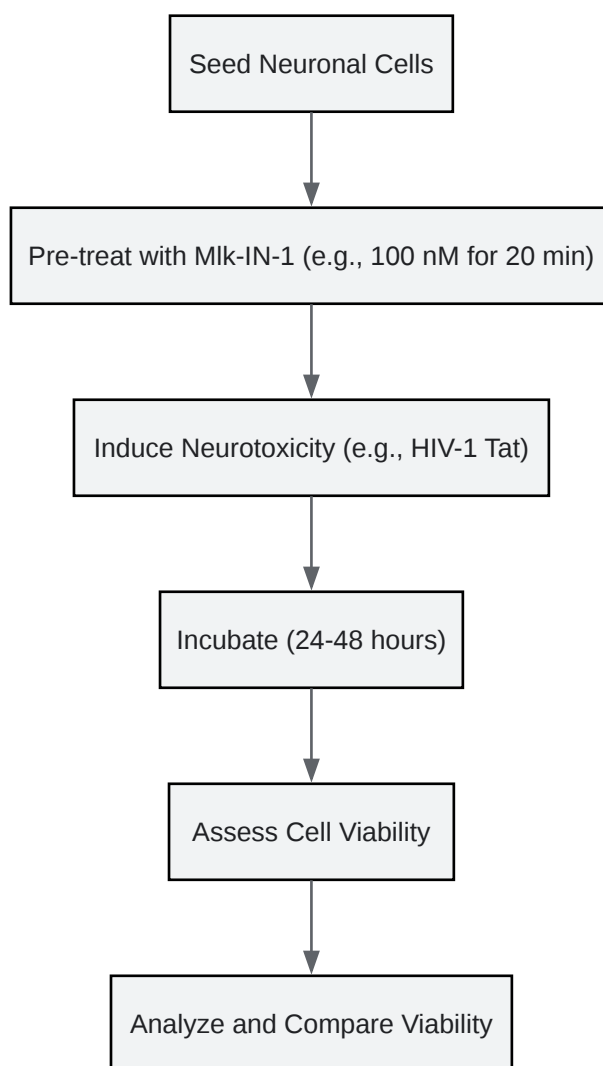 Seed Neuronal Cells
Pre-treat with Mlk-IN-1 (e.g., 100 nM for 20 min)
Induce Neurotoxicity (e.g., HIV-1 Tat)
Incubate (24-48 hours)
Assess Cell Viability
Analyze and Compare Viability